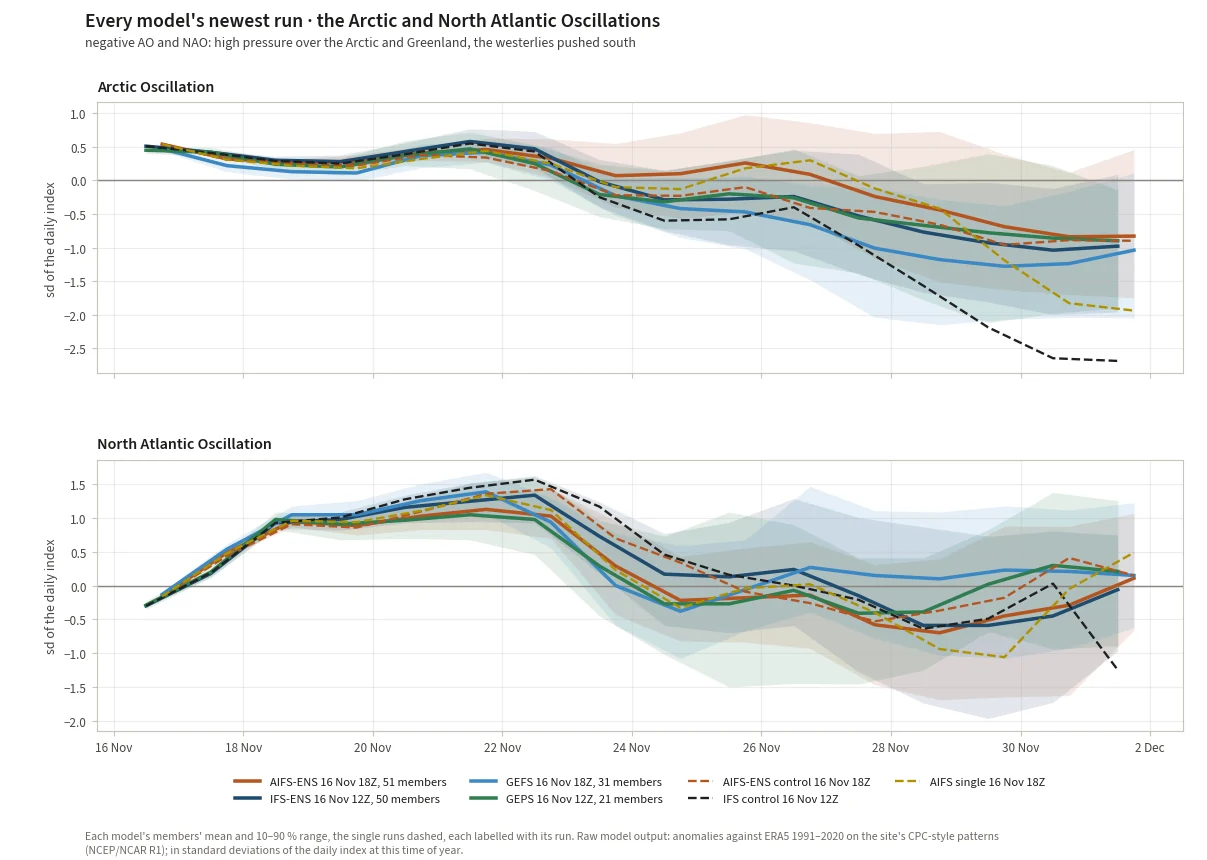 Every model's newest run · the Arctic and North Atlantic Oscillations
negative AO and NAO: high pressure over the Arctic and Greenland, the westerlies pushed south
Arctic Oscillation
1.0
0.5
0.0
−0.5
−1.0
−1.5
−2.0
−2.5
sd of the daily index
North Atlantic Oscillation
1.5
1.0
0.5
0.0
−0.5
−1.0
−1.5
−2.0
sd of the daily index
16 Nov 18 Nov 20 Nov 22 Nov 24 Nov 26 Nov 28 Nov 30 Nov 2 Dec
AIFS-ENS 16 Nov 18Z, 51 members GEFS 16 Nov 18Z, 31 members AIFS-ENS control 16 Nov 18Z AIFS single 16 Nov 18Z
IFS-ENS 16 Nov 12Z, 50 members GEPS 16 Nov 12Z, 21 members IFS control 16 Nov 12Z
Each model's members' mean and 10–90 % range, the single runs dashed, each labelled with its run. Raw model output: anomalies against ERA5 1991–2020 on the site's CPC-style patterns
(NCEP/NCAR R1); in standard deviations of the daily index at this time of year.